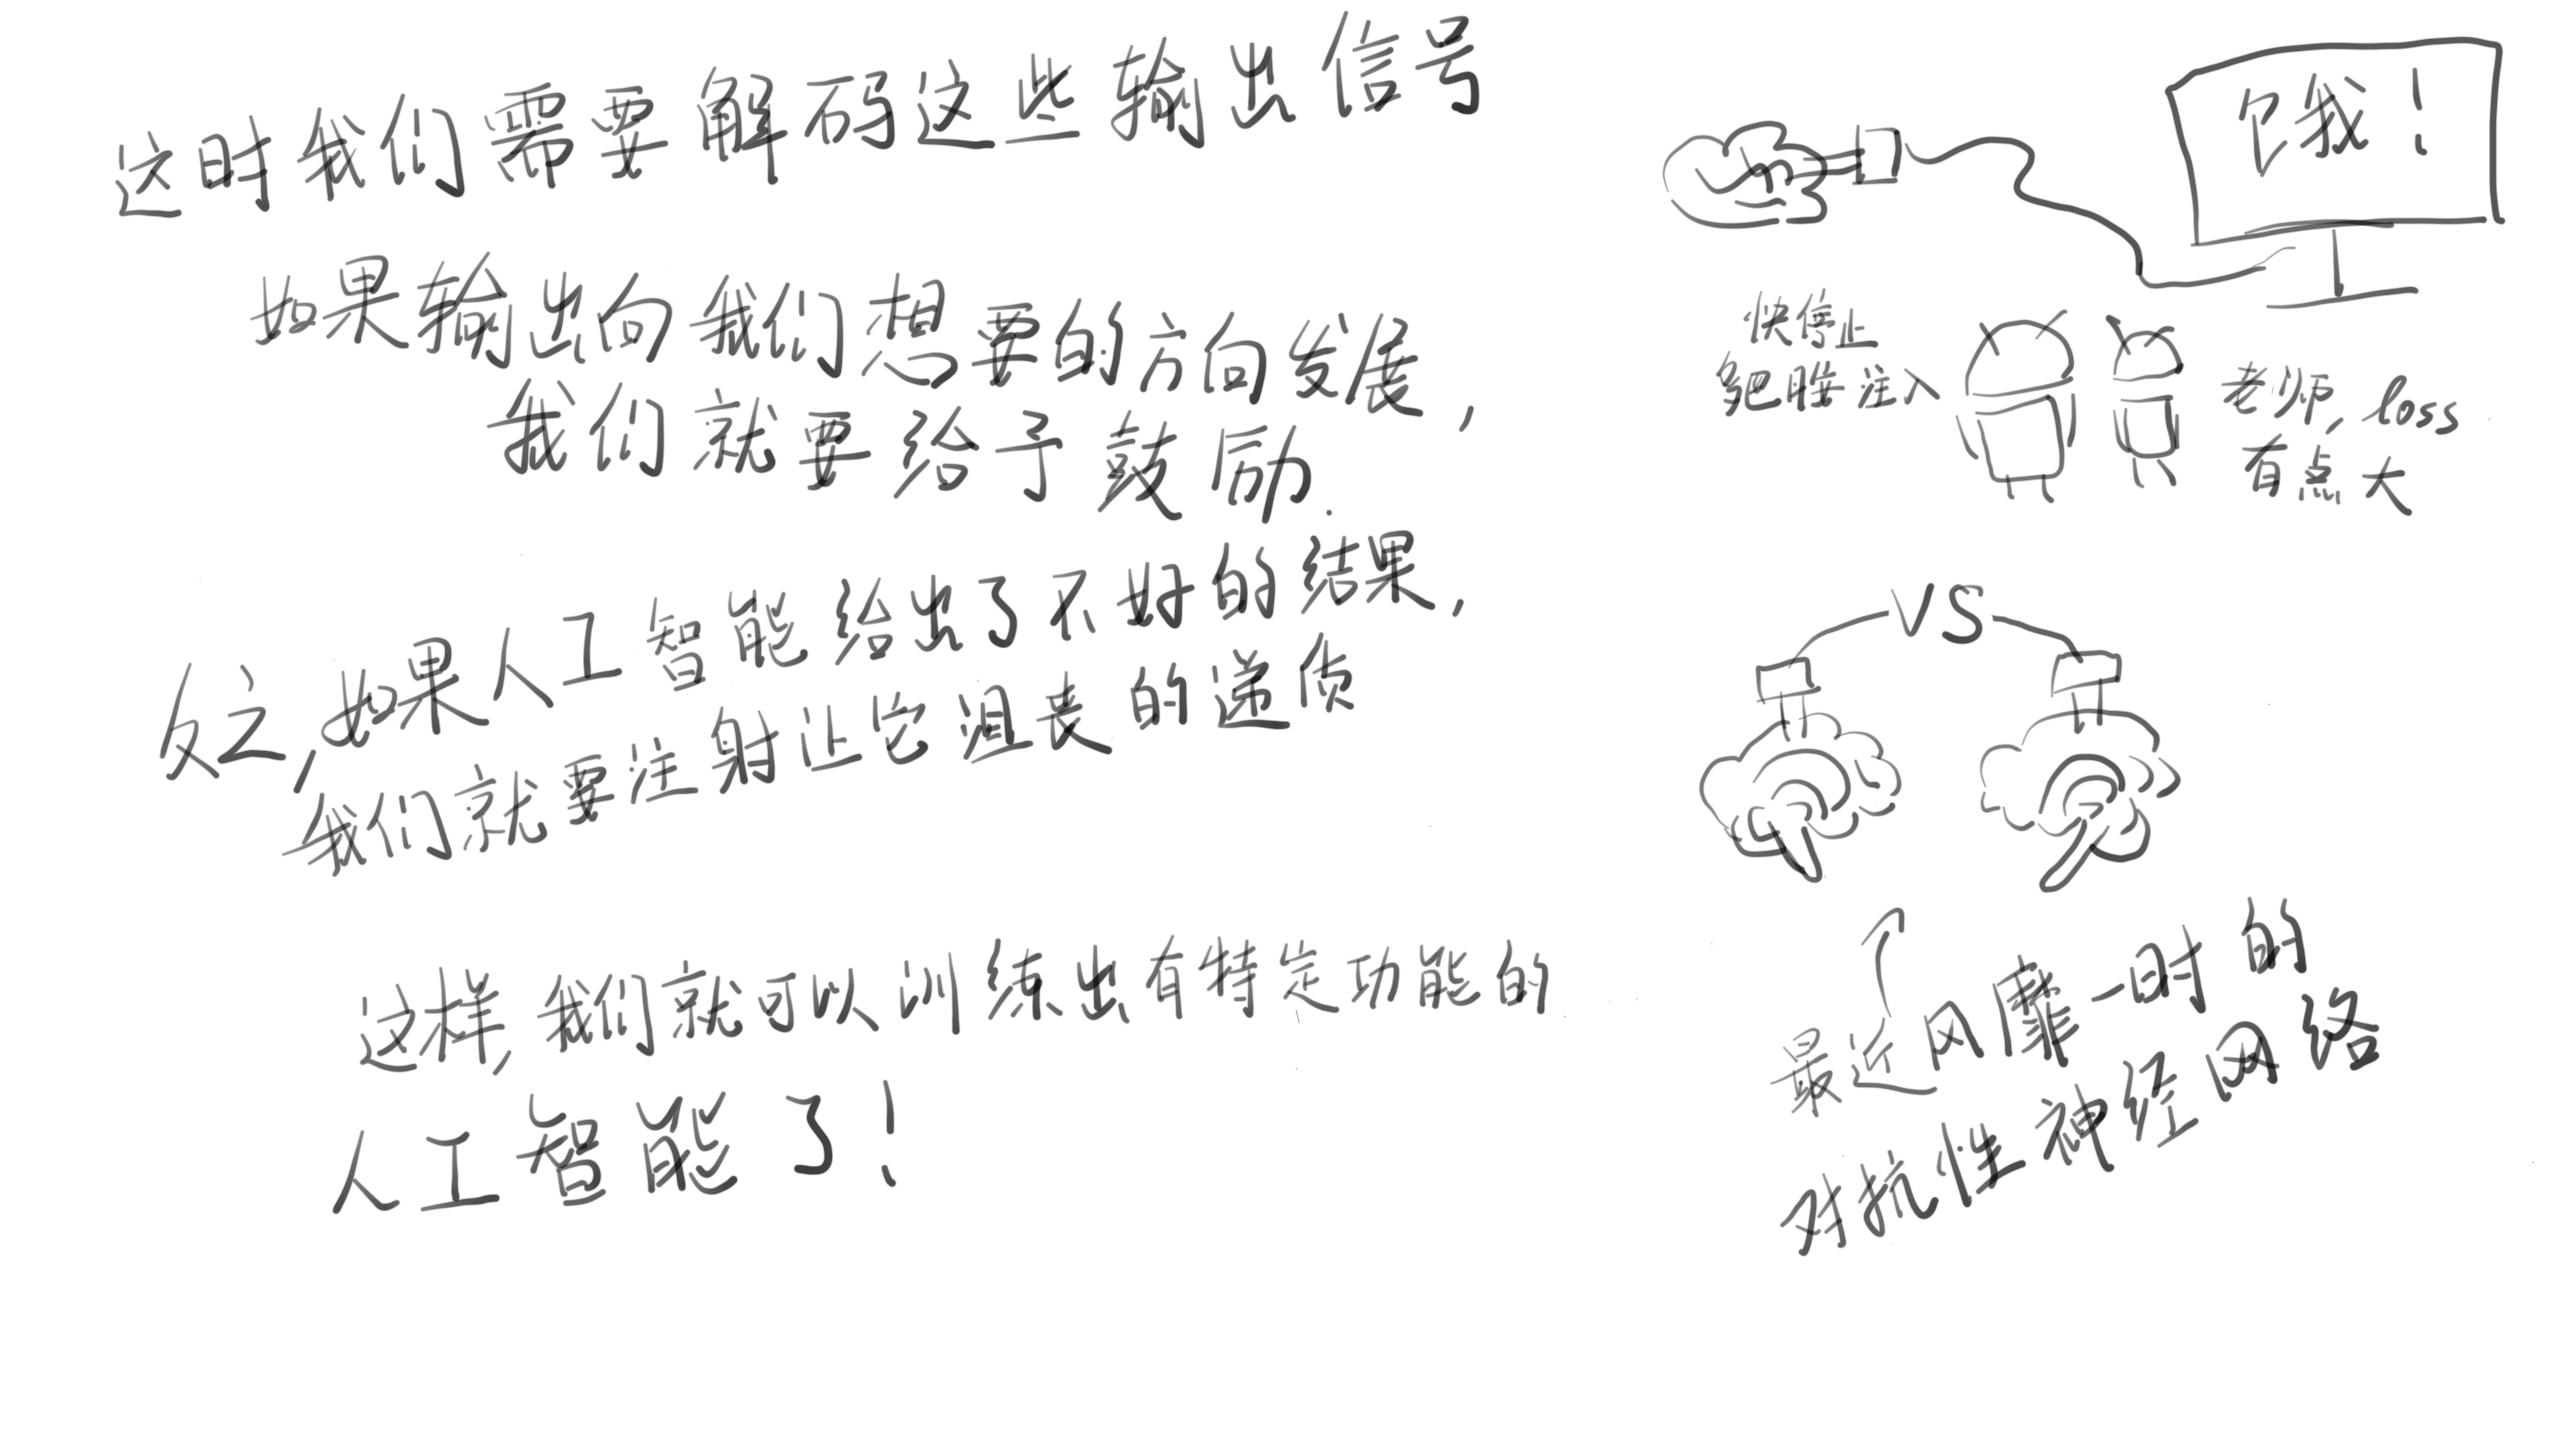 这时我们需要解码这些输出信号
如果输出向我们想要的方向发展,
我们就要给予鼓励.
反之,如果人工智能给出了不好的结果,
我们就要注射让它沮丧的递质
这样,我们就可以训练出有特定功能的
人工智能了!
饿!
快停止
多巴胺注入
老师, loss
有点大
VS
最近风靡一时的
对抗性神经网络